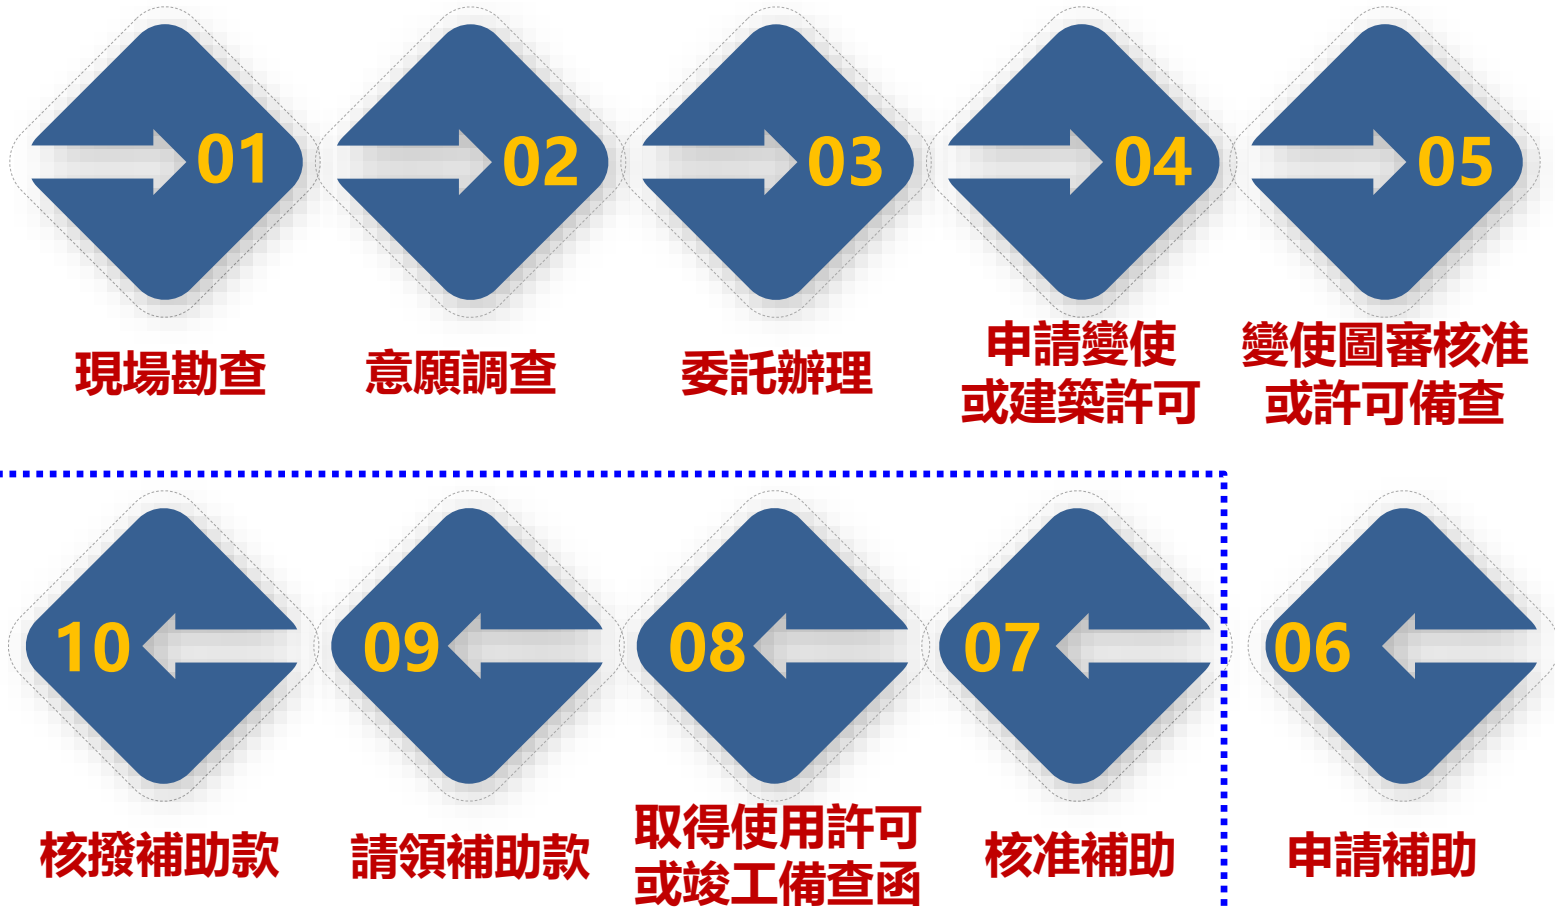 01
現場勘查
02
意願調查
03
委託辦理
04
申請變使
或建築許可
05
變使圖審核准
或許可備查
06
申請補助
07
核准補助
08
取得使用許可
或竣工備查函
09
請領補助款
10
核撥補助款